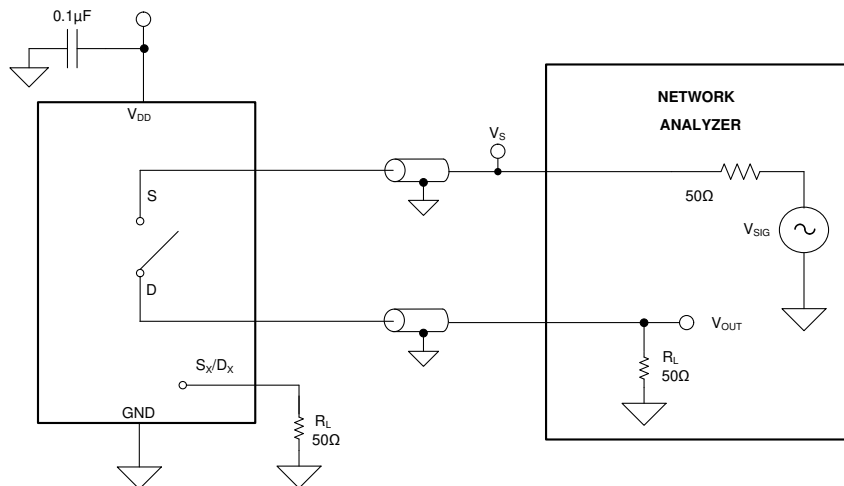 0.1µF
V_DD
NETWORK
ANALYZER
V_S
S
50Ω
V_SIG
D
V_OUT
S_X/D_X
R_L
50Ω
GND
R_L
50Ω